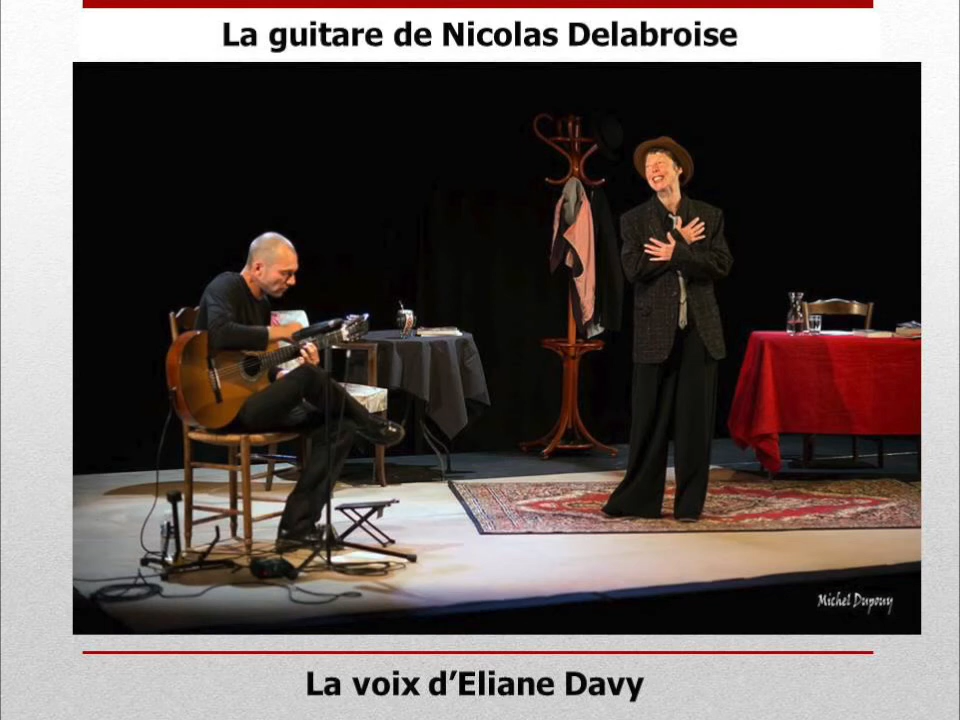 La guitare de Nicolas Delabroise
Michel Dupouy
La voix d’Eliane Davy